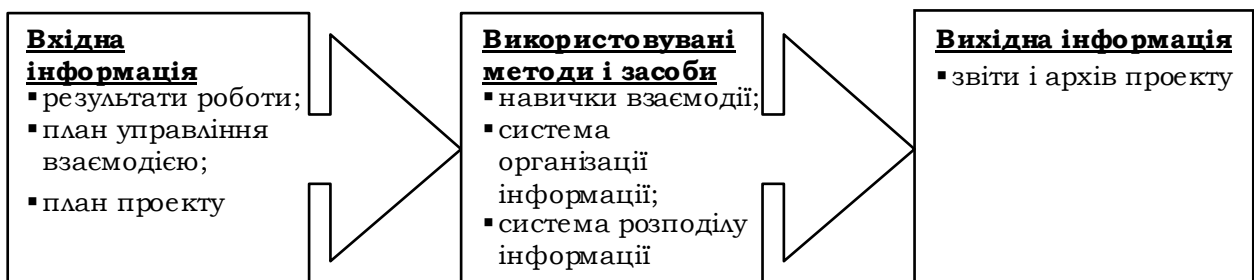 Вхідна
інформація
▪ результати роботи;
▪ план управління
взаємодією;
▪ план проекту
Використовувані
методи і засоби
▪ навички взаємодії;
▪ система
організації
інформації;
▪ система розподілу
інформації
Вихідна інформація
▪ звіти і архів проекту